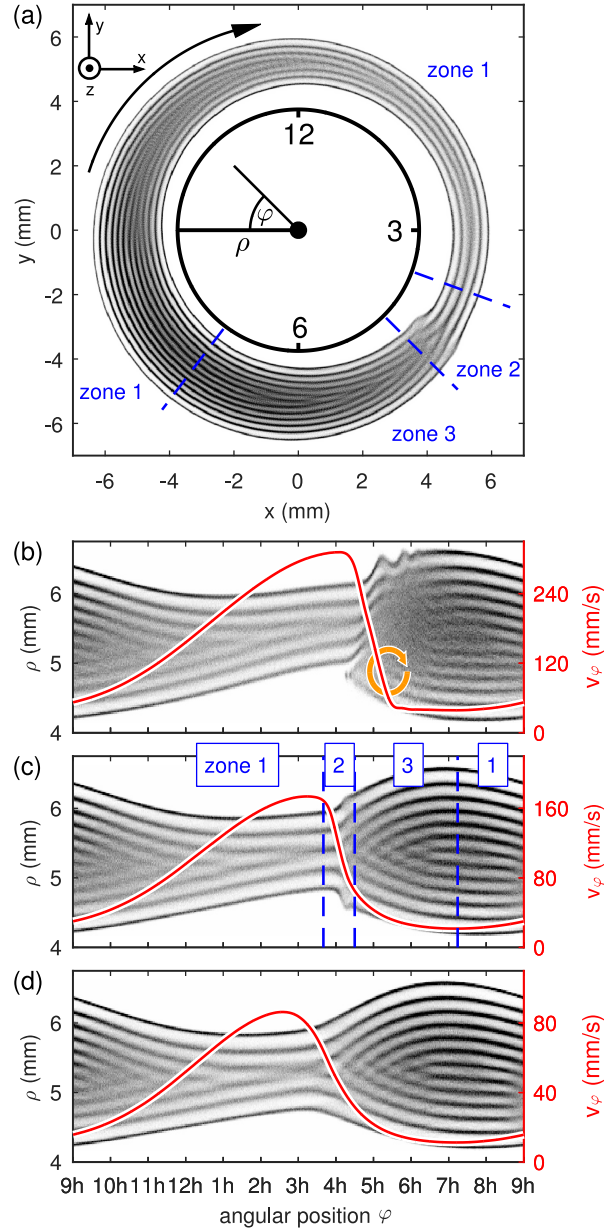 (a)
y
x
z
6
4
2
0
-2
-4
-6
y (mm)
-6 -4 -2 0 2 4 6
x (mm)
zone 1
12
φ
ρ
3
6
zone 2
zone 1
zone 3
(b)
6
5
4
ρ (mm)
240
120
0
vφ (mm/s)
(c)
zone 1 2 3 1
6
5
4
ρ (mm)
160
80
0
vφ (mm/s)
(d)
6
5
4
ρ (mm)
80
40
0
vφ (mm/s)
9h 10h 11h 12h 1h 2h 3h 4h 5h 6h 7h 8h 9h
angular position φ